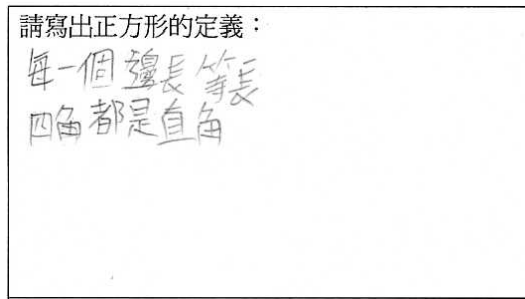 請寫出正方形的定義：
每一個邊長等長
四角都是直角